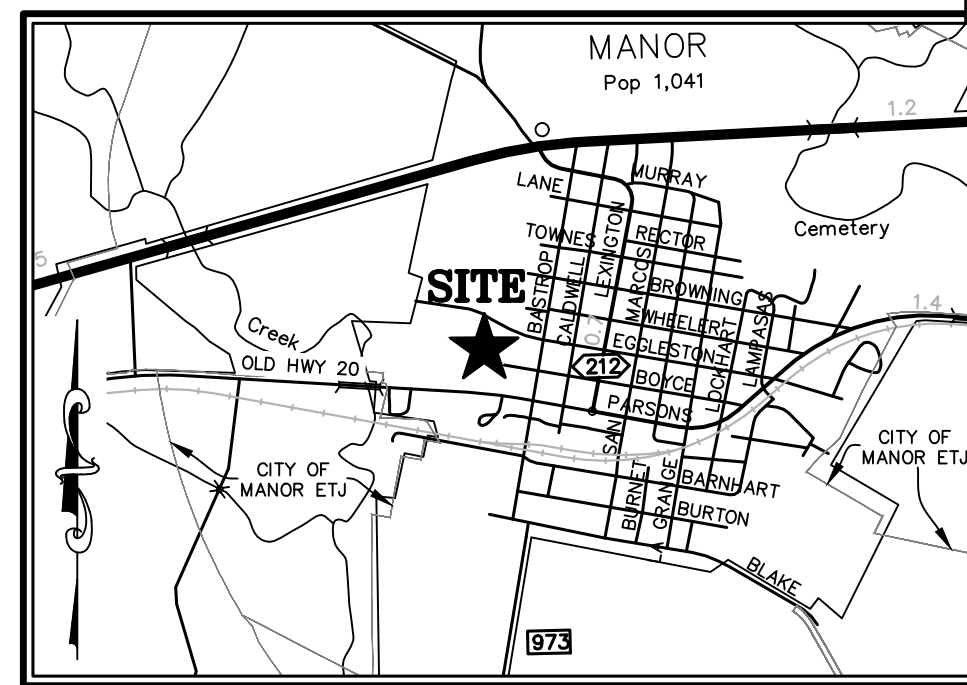 MANOR
Pop 1,041
1.2
LANE
MURRAY
TOWNES
RECTOR
Cemetery
5
SITE
BASTROP
CALDWELL
LEXINGTON
SAN MARCOS
BROWNING
WHEELER
LAMPASAS
LOCKHART
1.4
0.7
Creek
EGGLESTON
OLD HWY 20
212
BOYCE
PARSONS
CITY OF
MANOR ETJ
CITY OF
MANOR ETJ
BURNET
GRANGE
BARNHART
BURTON
BLAKE
973